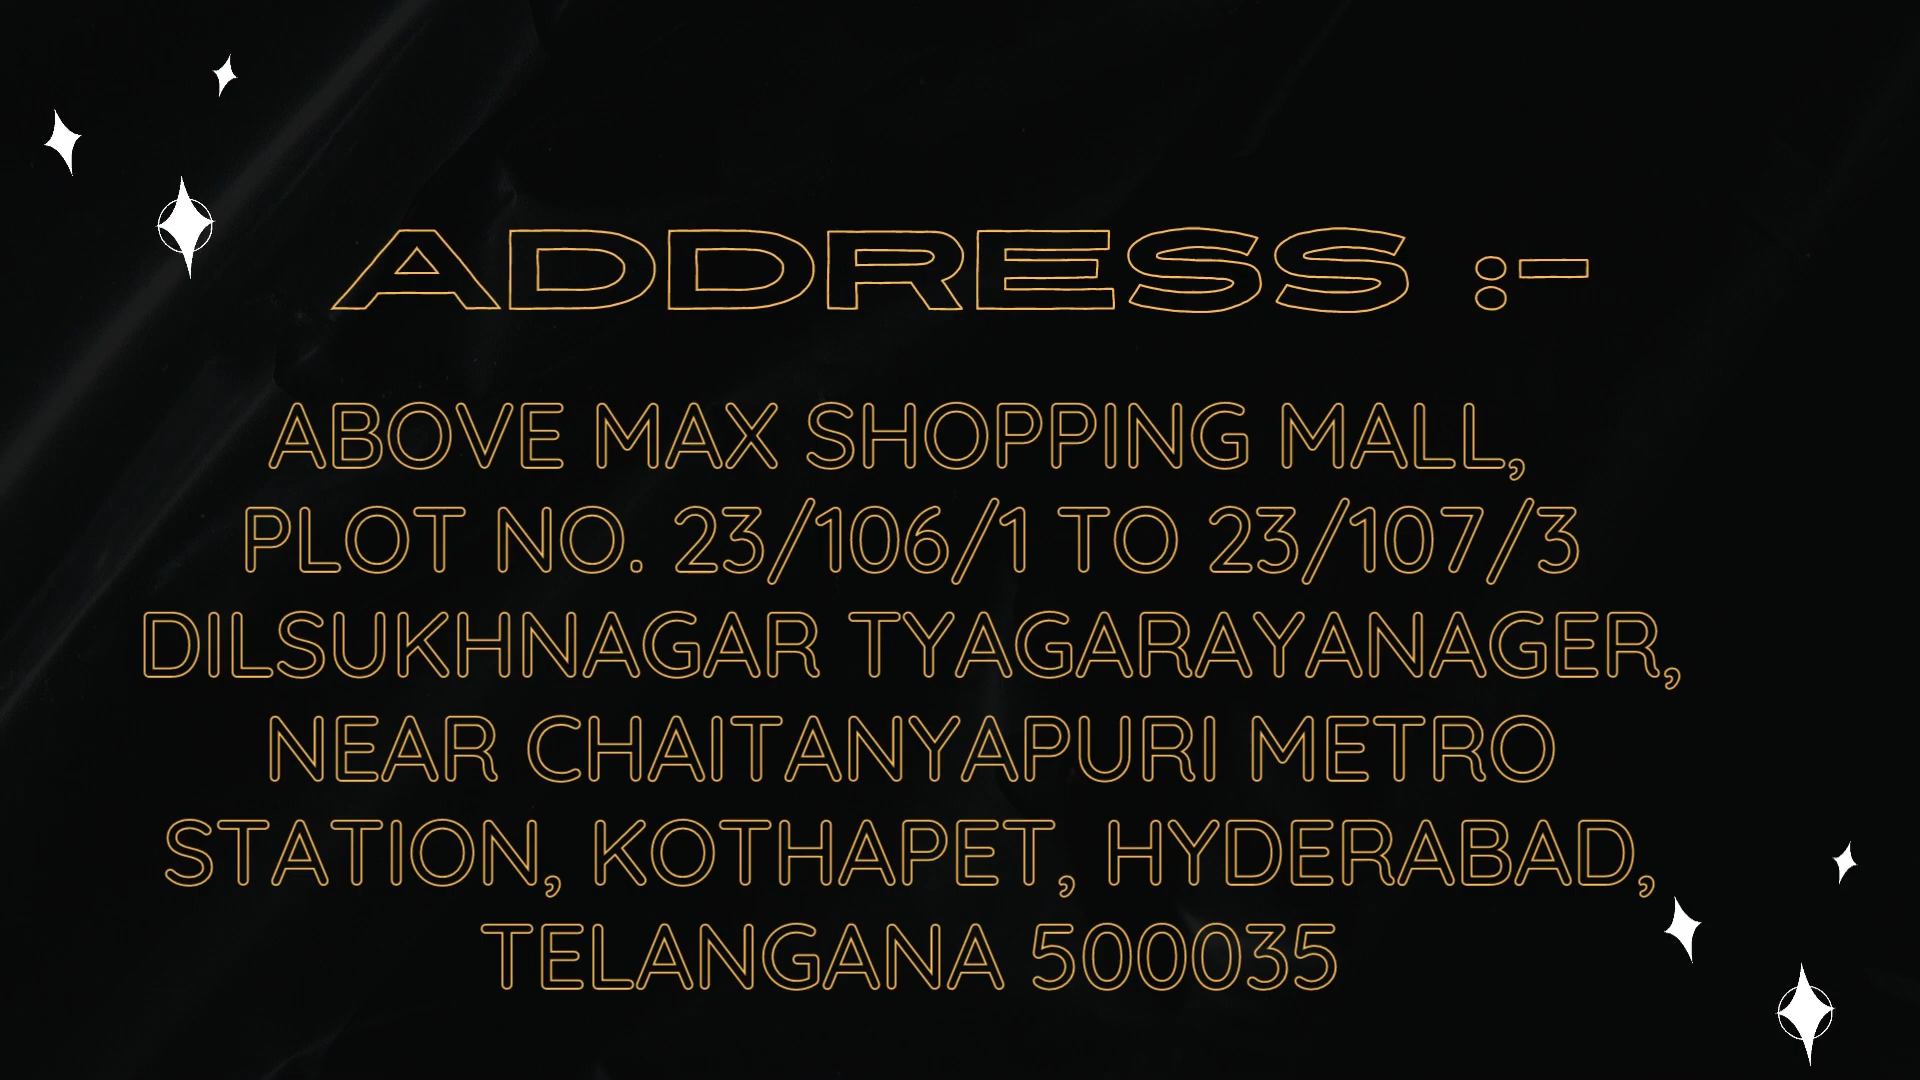 ADDRESS :-
ABOVE MAX SHOPPING MALL,
PLOT NO. 23/106/1 TO 23/107/3
DILSUKHNAGAR TYAGARAYANAGER,
NEAR CHAITANYAPURI METRO
STATION, KOTHAPET, HYDERABAD,
TELANGANA 500035